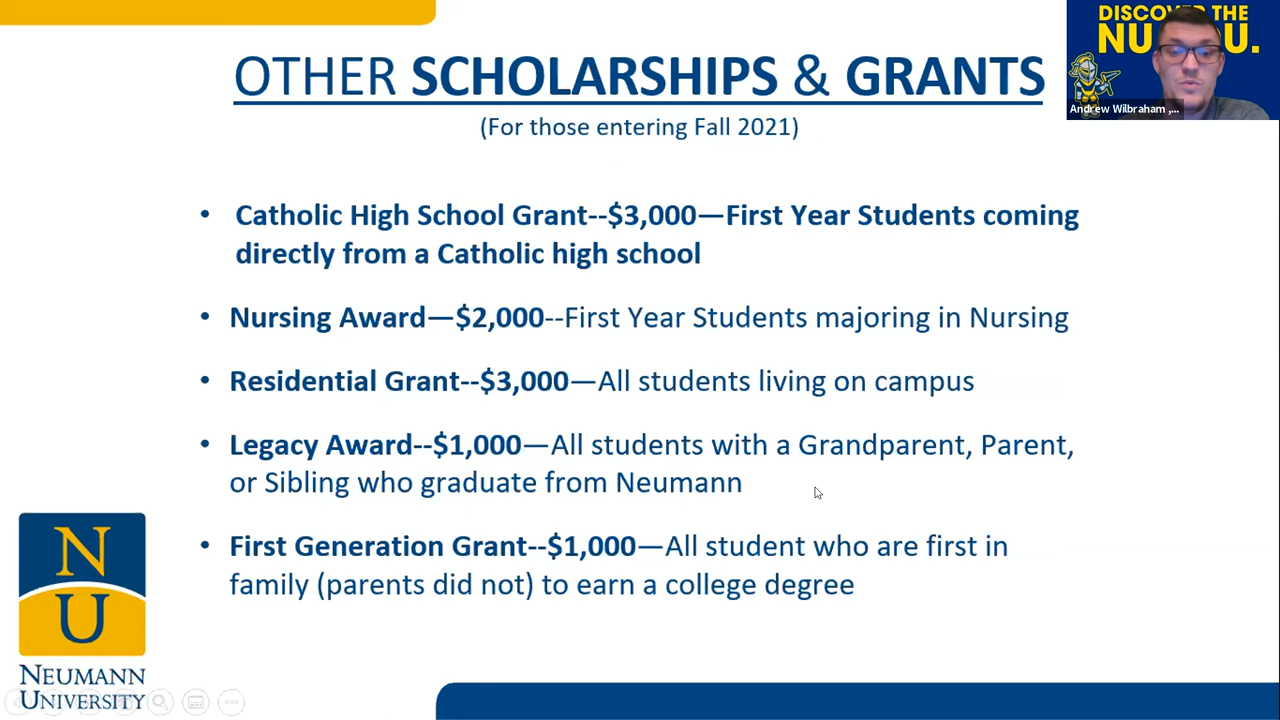 DISCOVER THE
NU YOU.
Andrew Wilbraham ,...
OTHER SCHOLARSHIPS & GRANTS
(For those entering Fall 2021)
• Catholic High School Grant--$3,000—First Year Students coming
directly from a Catholic high school
• Nursing Award—$2,000--First Year Students majoring in Nursing
• Residential Grant--$3,000—All students living on campus
• Legacy Award--$1,000—All students with a Grandparent, Parent,
or Sibling who graduate from Neumann
• First Generation Grant--$1,000—All student who are first in
family (parents did not) to earn a college degree
N
U
NEUMANN
UNIVERSITY